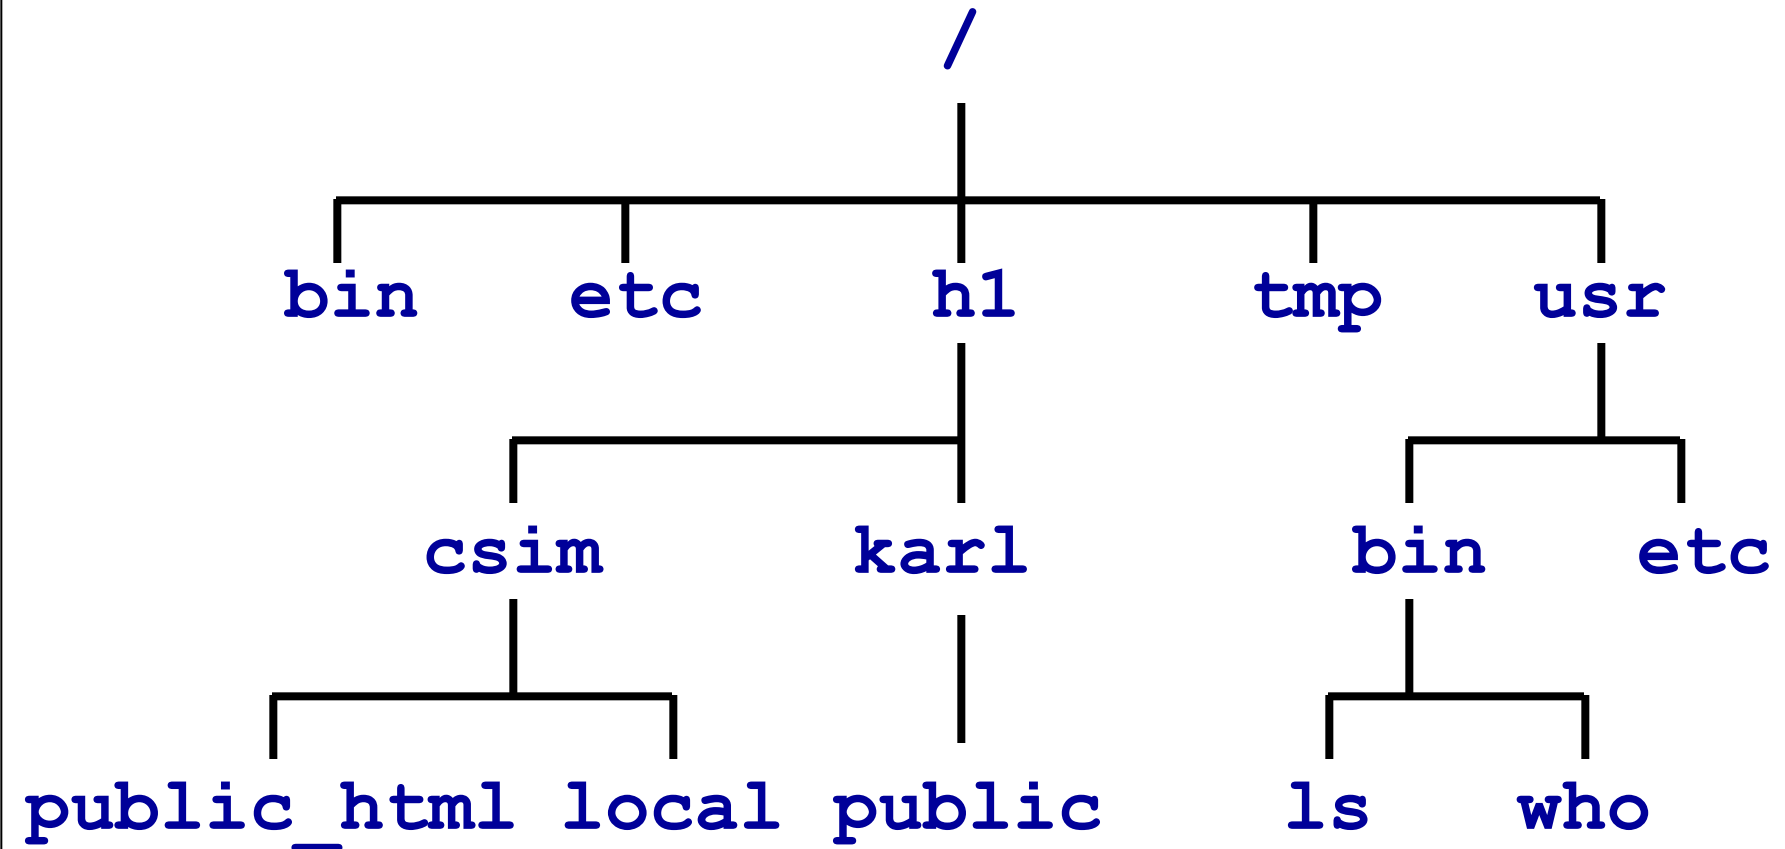 /
bin etc h1 tmp usr
csim karl bin etc
public_html local public ls who